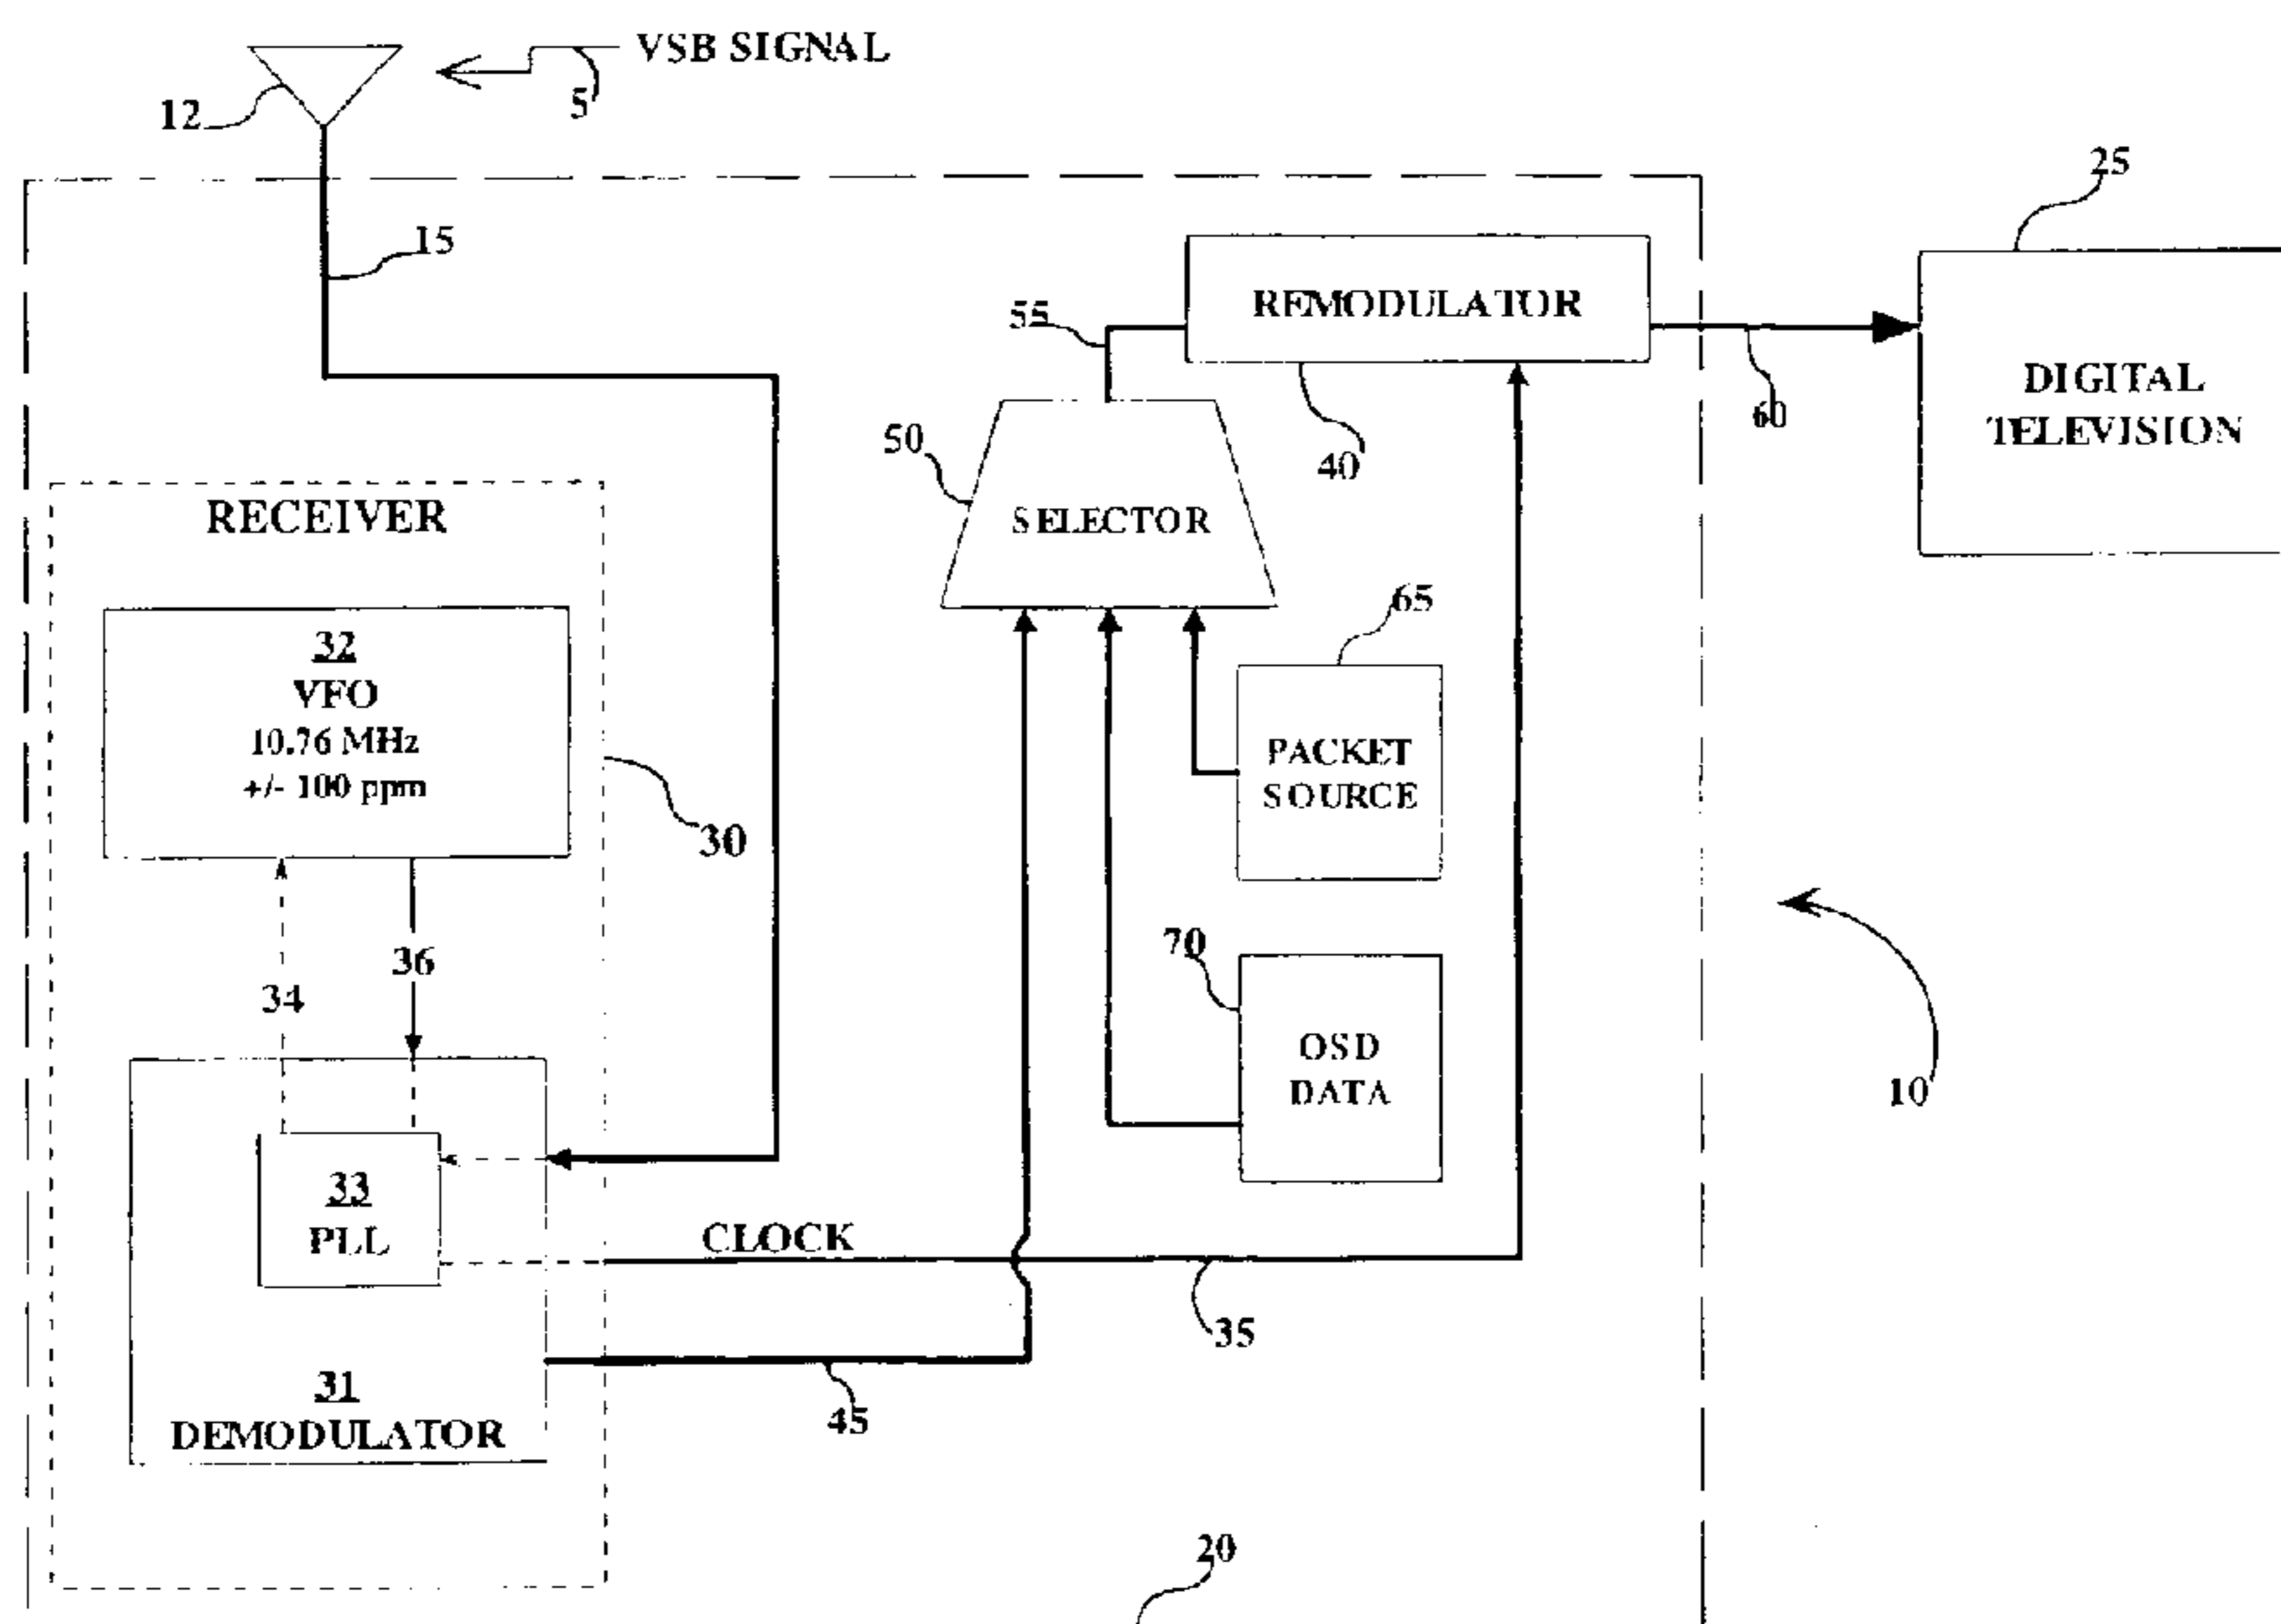 VSB SIGNAL
5
12
15
25
REMODULATOR
55
60
DIGITAL
TELEVISION
40
50
SELECTOR
RECEIVER
32
VFO
10.76 MHz
+/- 100 ppm
30
65
PACKET
SOURCE
70
OSD
DATA
10
36
34
33
PLL
CLOCK
35
31
DEMODULATOR
45
20